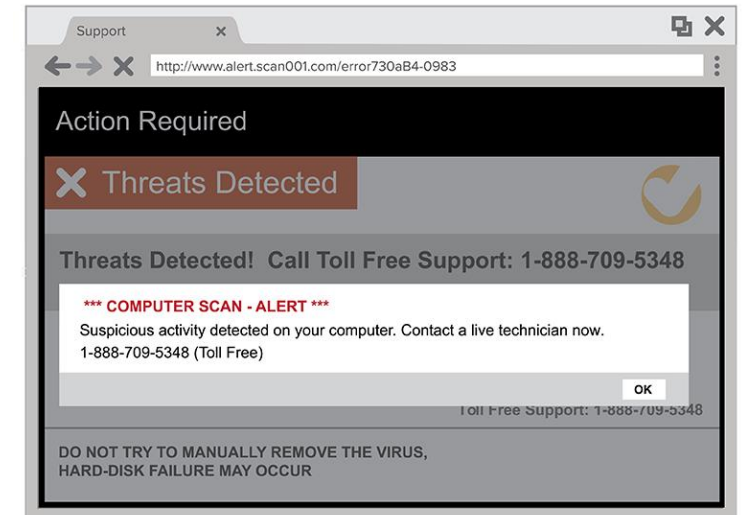 Support
http://www.alert.scan001.com/error730aB4-0983
Action Required
Threats Detected
Threats Detected! Call Toll Free Support: 1-888-709-5348
*** COMPUTER SCAN - ALERT ***
Suspicious activity detected on your computer. Contact a live technician now.
1-888-709-5348 (Toll Free)
OK
Toll Free Support: 1-888-709-5348
DO NOT TRY TO MANUALLY REMOVE THE VIRUS,
HARD-DISK FAILURE MAY OCCUR